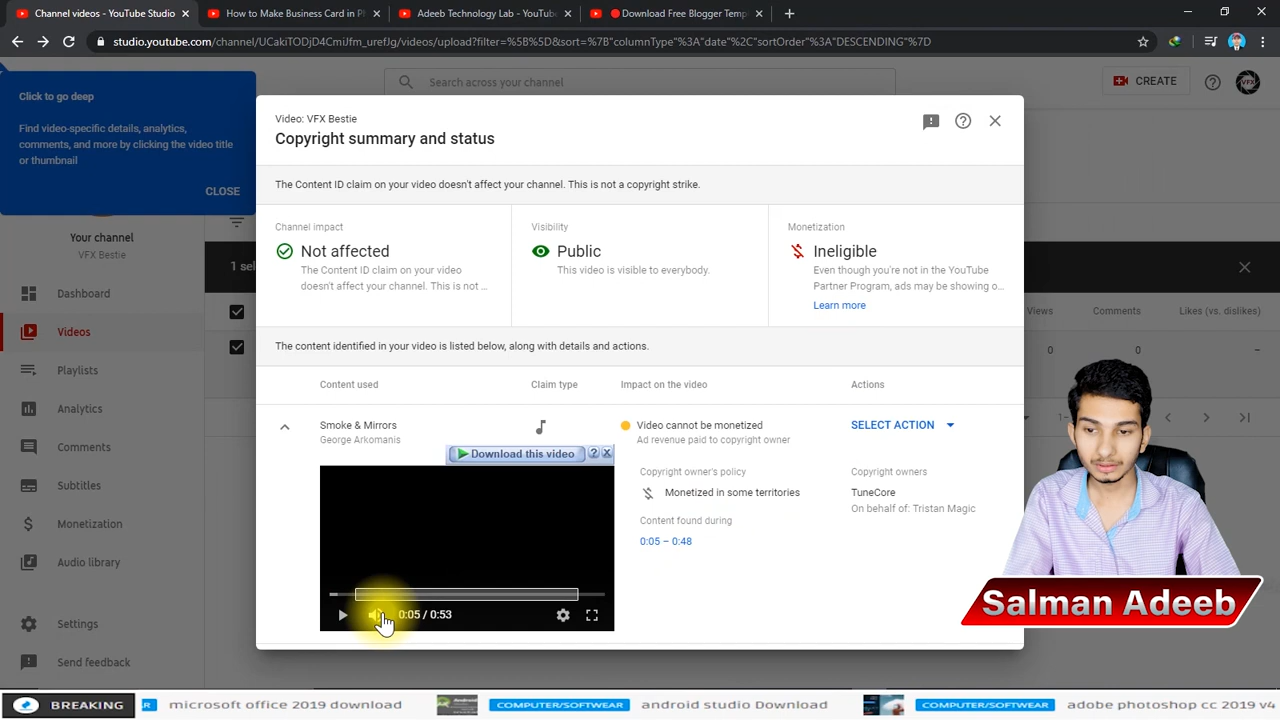 Channel videos - YouTube Studio
How to Make Business Card in P
Adeeb Technology Lab - YouTub
Download Free Blogger Temp
studio.youtube.com/channel/UCakiTODjD4CmiJfm_urefJg/videos/upload?filter=%5B%5D&sort=%7B"columnType"%3A"date"%2C"sortOrder"%3A"DESCENDING"%7D
Search across your channel
CREATE
VFX
Click to go deep
Find video-specific details, analytics,
comments, and more by clicking the video title
or thumbnail
CLOSE
Your channel
VFX Bestie
Dashboard
Videos
Playlists
Analytics
Comments
Subtitles
Monetization
Audio library
Settings
Send feedback
1 sel
Views
Comments
Likes (vs. dislikes)
0
0
–
1–
Video: VFX Bestie
Copyright summary and status
The Content ID claim on your video doesn't affect your channel. This is not a copyright strike.
Channel impact
Not affected
The Content ID claim on your video
doesn't affect your channel. This is not ...
Visibility
Public
This video is visible to everybody.
Monetization
Ineligible
Even though you're not in the YouTube
Partner Program, ads may be showing o...
Learn more
The content identified in your video is listed below, along with details and actions.
Content used
Claim type
Impact on the video
Actions
Smoke & Mirrors
George Arkomanis
Video cannot be monetized
Ad revenue paid to copyright owner
SELECT ACTION
Download this video
Copyright owner's policy
Monetized in some territories
Content found during
0:05 – 0:48
Copyright owners
TuneCore
On behalf of: Tristan Magic
0:05 / 0:53
Salman Adeeb
BREAKING
AR
microsoft office 2019 download
COMPUTER/SOFTWEAR
android studio Download
COMPUTER/SOFTWEAR
adobe photoshop cc 2019 v4